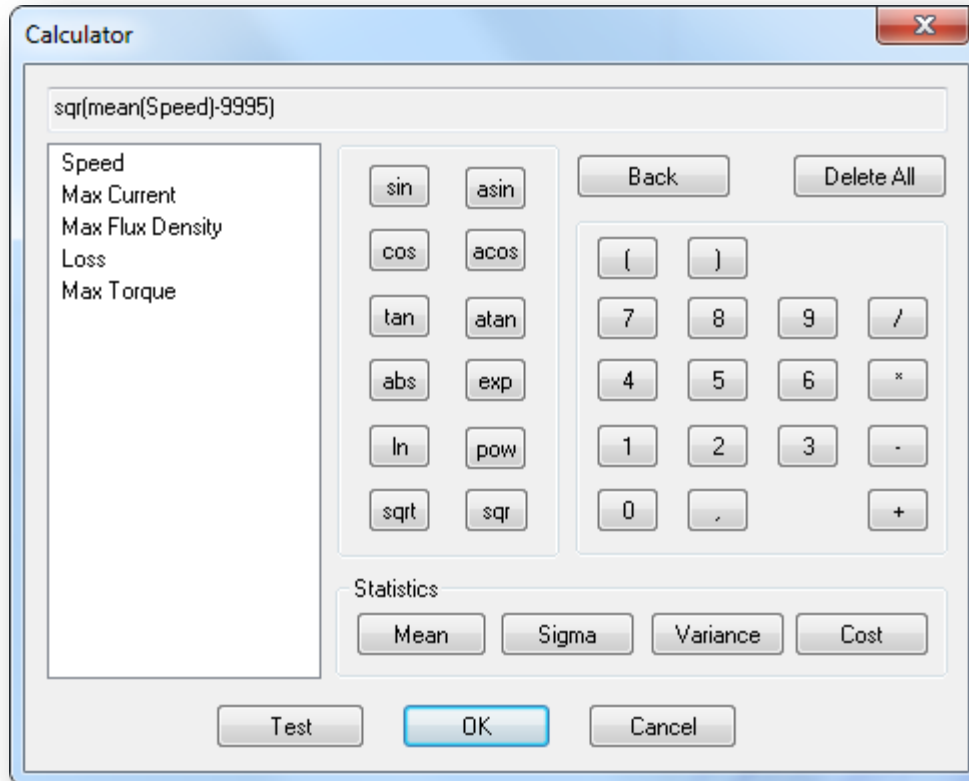 Calculator
X
sqr(mean(Speed)-9995)
Speed
Max Current
Max Flux Density
Loss
Max Torque
sin asin
cos acos
tan atan
abs exp
ln pow
sqrt sqr
Back Delete All
( )
7 8 9 /
4 5 6 *
1 2 3 -
0 , +
Statistics
Mean Sigma Variance Cost
Test OK Cancel